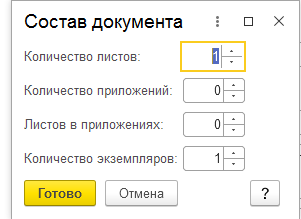 Состав документа
Количество листов: 1
Количество приложений: 0
Листов в приложениях: 0
Количество экземпляров: 1
Готово Отмена ?